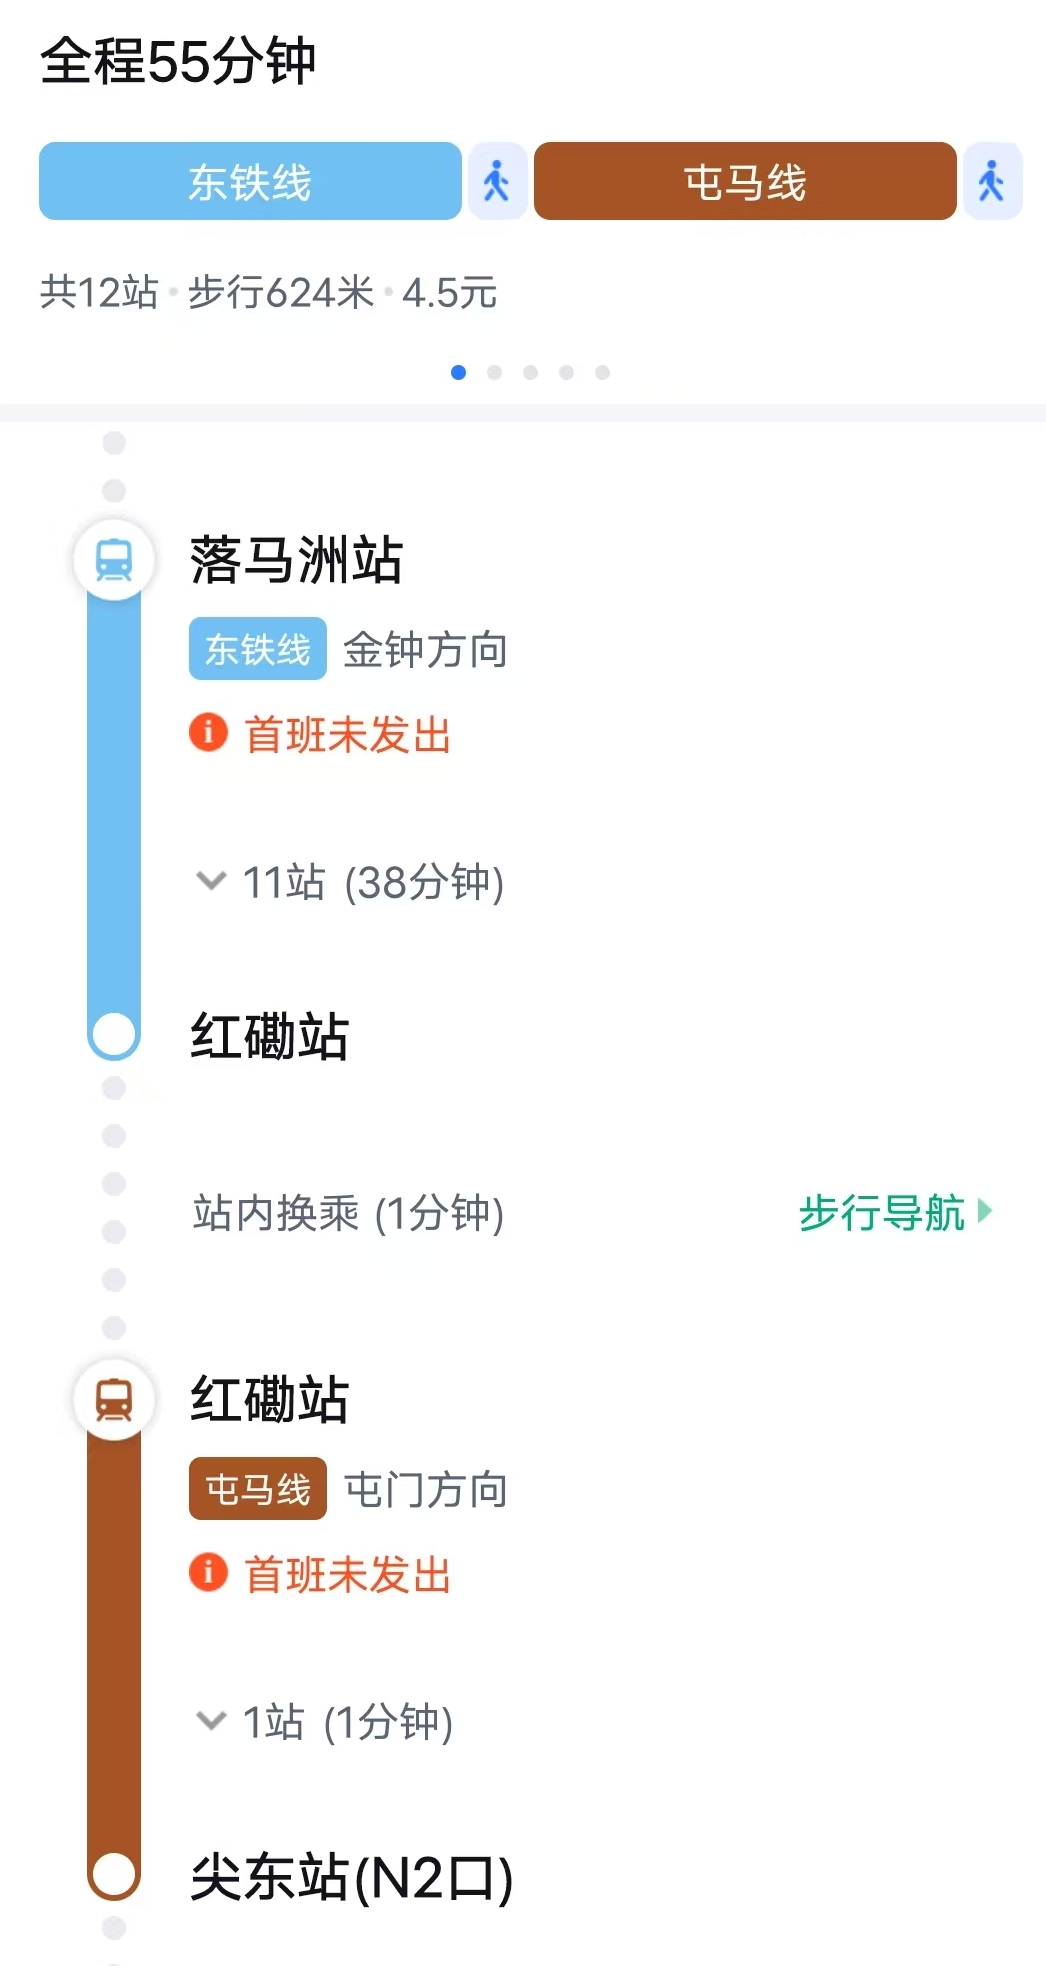 全程55分钟
东铁线 屯马线
共12站·步行624米·4.5元
落马洲站
东铁线 金钟方向
首班未发出
11站 (38分钟)
红磡站
站内换乘 (1分钟) 步行导航
红磡站
屯马线 屯门方向
首班未发出
1站 (1分钟)
尖东站(N2口)